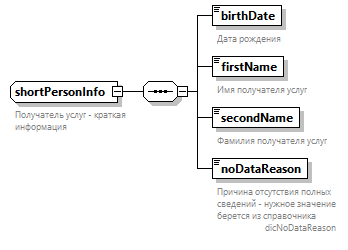 birthDate
Дата рождения
firstName
Имя получателя услуг
shortPersonInfo
Получатель услуг - краткая
информация
secondName
Фамилия получателя услуг
noDataReason
Причина отсутствия полных
сведений - нужное значение
берется из справочника
dicNoDataReason